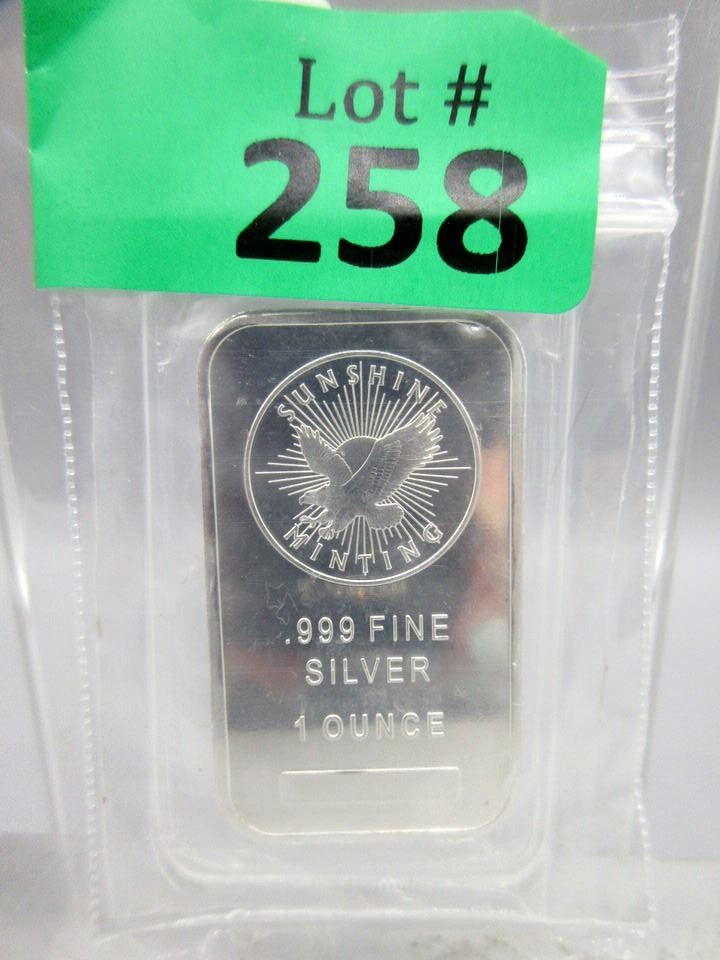 Lot #
258
SUNSHINE
MINTING
.999 FINE
SILVER
1 OUNCE